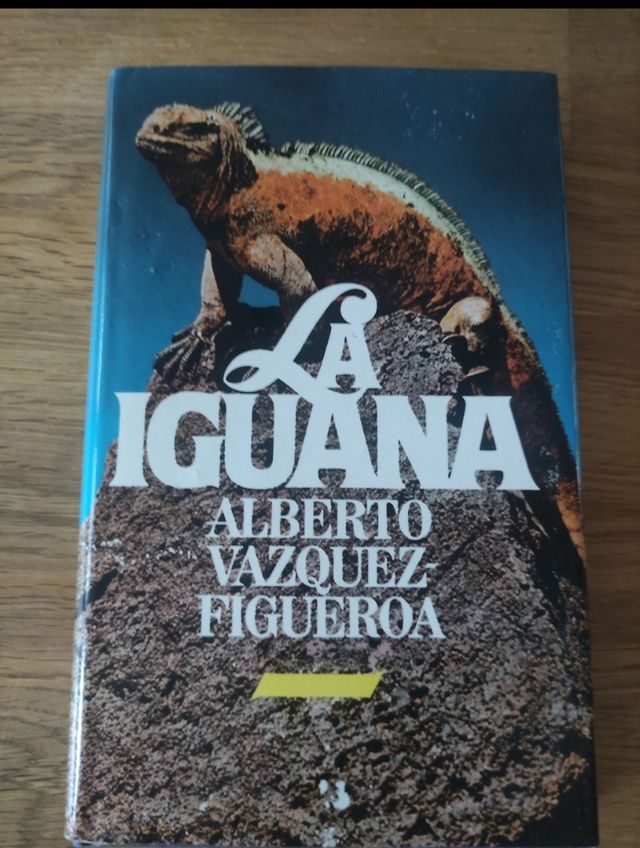 LA
IGUANA
ALBERTO
VAZQUEZ-
FIGUEROA